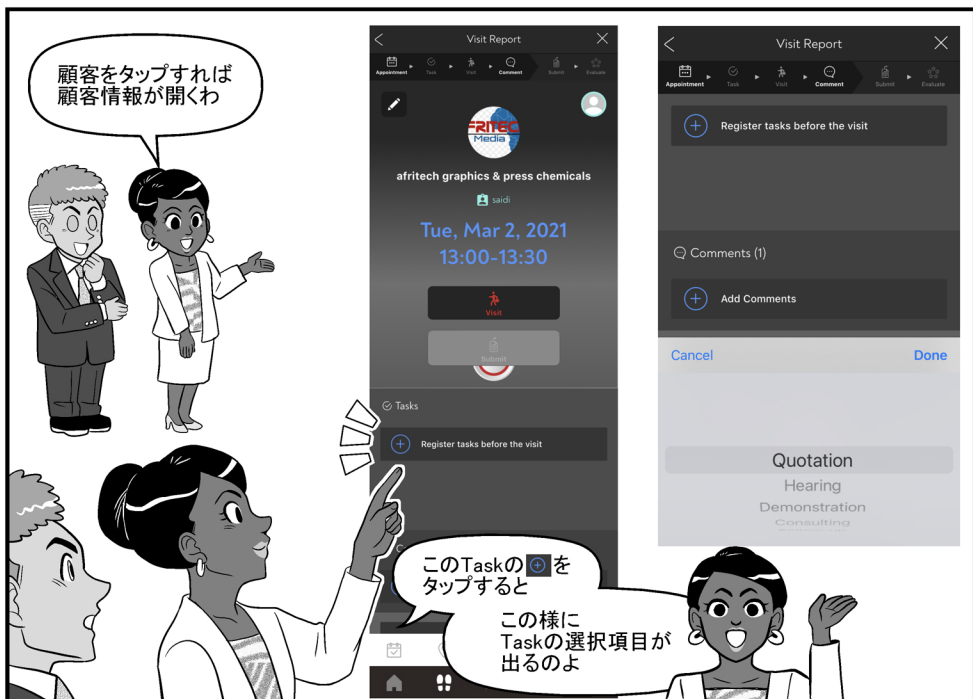 顧客をタップすれば
顧客情報が開くわ
Visit Report
Appointment Task Visit Comment Submit Evaluate
FRITEC
Media
afritech graphics & press chemicals
saidi
Tue, Mar 2, 2021
13:00-13:30
Visit
Submit
Tasks
Register tasks before the visit
Visit Report
Appointment Task Visit Comment Submit Evaluate
Register tasks before the visit
Comments (1)
Add Comments
Cancel Done
Quotation
Hearing
Demonstration
Consulting
このTaskの を
タップすると
この様に
Taskの選択項目が
出るのよ